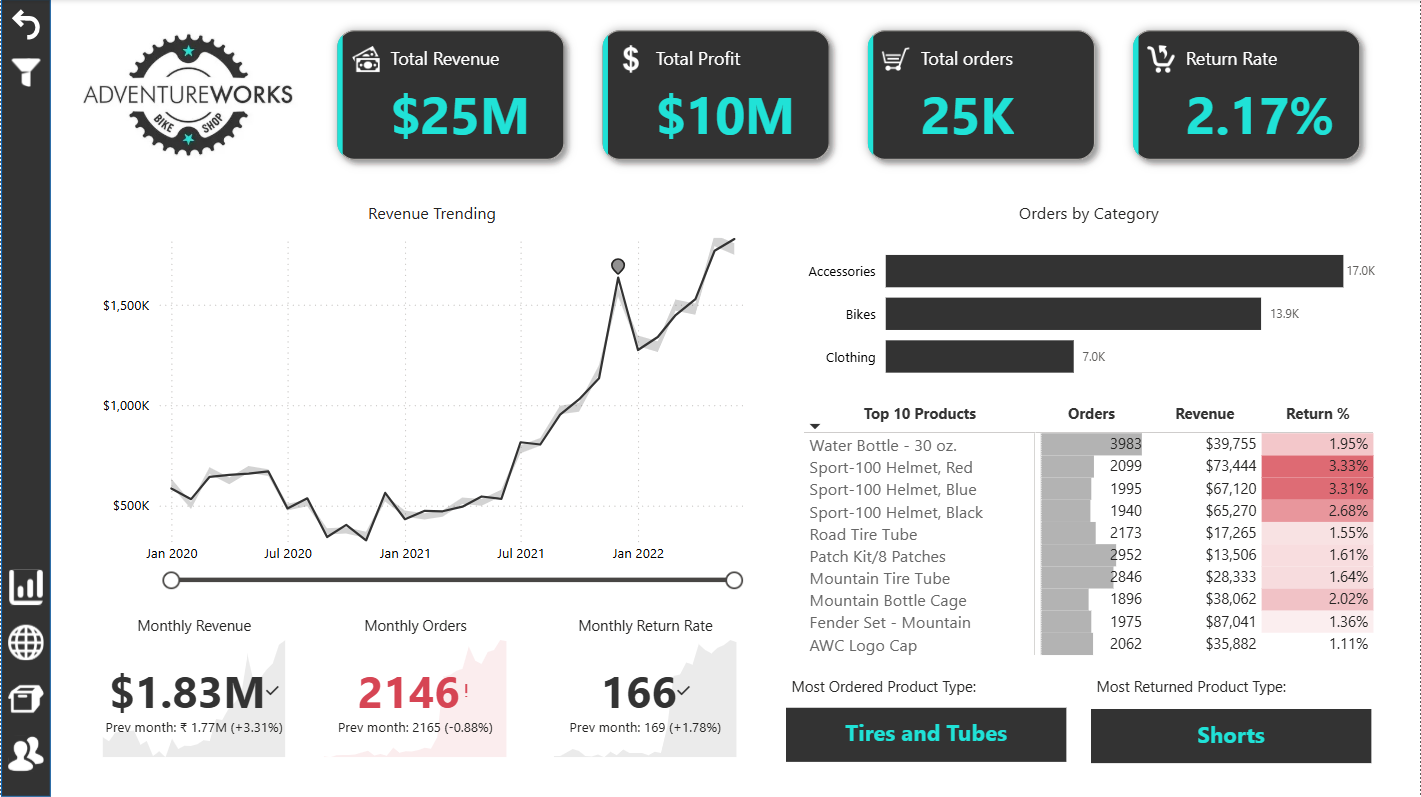 ADVENTUREWORKS
BIKE SHOP
Total Revenue
$25M
$
Total Profit
$10M
Total orders
25K
Return Rate
2.17%
Revenue Trending
$1,500K
$1,000K
$500K
Jan 2020 Jul 2020 Jan 2021 Jul 2021 Jan 2022
Orders by Category
Accessories 17.0K
Bikes 13.9K
Clothing 7.0K
Top 10 Products Orders Revenue Return %
Water Bottle - 30 oz. 3983 $39,755 1.95%
Sport-100 Helmet, Red 2099 $73,444 3.33%
Sport-100 Helmet, Blue 1995 $67,120 3.31%
Sport-100 Helmet, Black 1940 $65,270 2.68%
Road Tire Tube 2173 $17,265 1.55%
Patch Kit/8 Patches 2952 $13,506 1.61%
Mountain Tire Tube 2846 $28,333 1.64%
Mountain Bottle Cage 1896 $38,062 2.02%
Fender Set - Mountain 1975 $87,041 1.36%
AWC Logo Cap 2062 $35,882 1.11%
Monthly Revenue
$1.83M
Prev month: ₹ 1.77M (+3.31%)
Monthly Orders
2146!
Prev month: 2165 (-0.88%)
Monthly Return Rate
166
Prev month: 169 (+1.78%)
Most Ordered Product Type:
Tires and Tubes
Most Returned Product Type:
Shorts